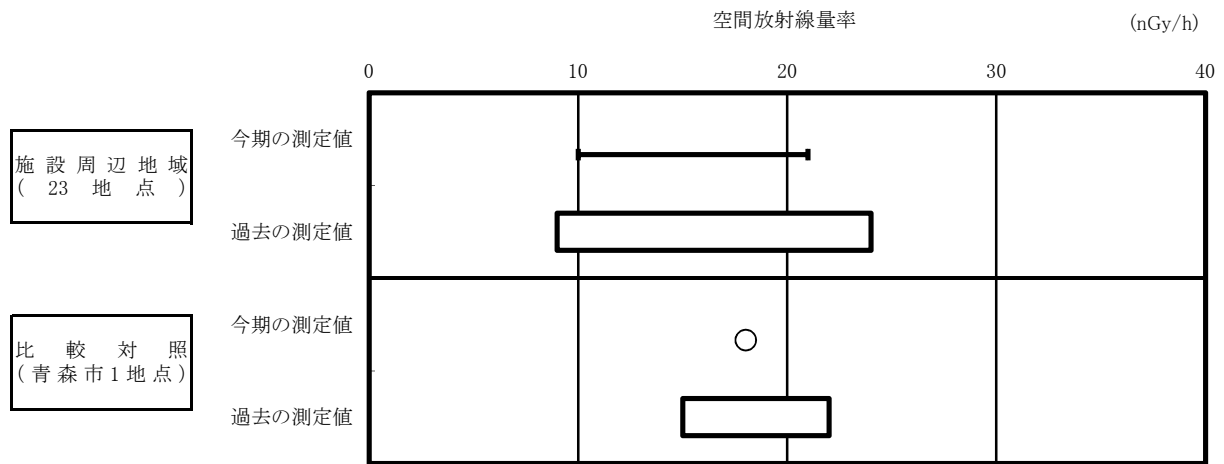 空間放射線量率 (nGy/h)
0 10 20 30 40
施設周辺地域
(23地点)
今期の測定値
過去の測定値
比較対照
(青森市1地点)
今期の測定値
過去の測定値